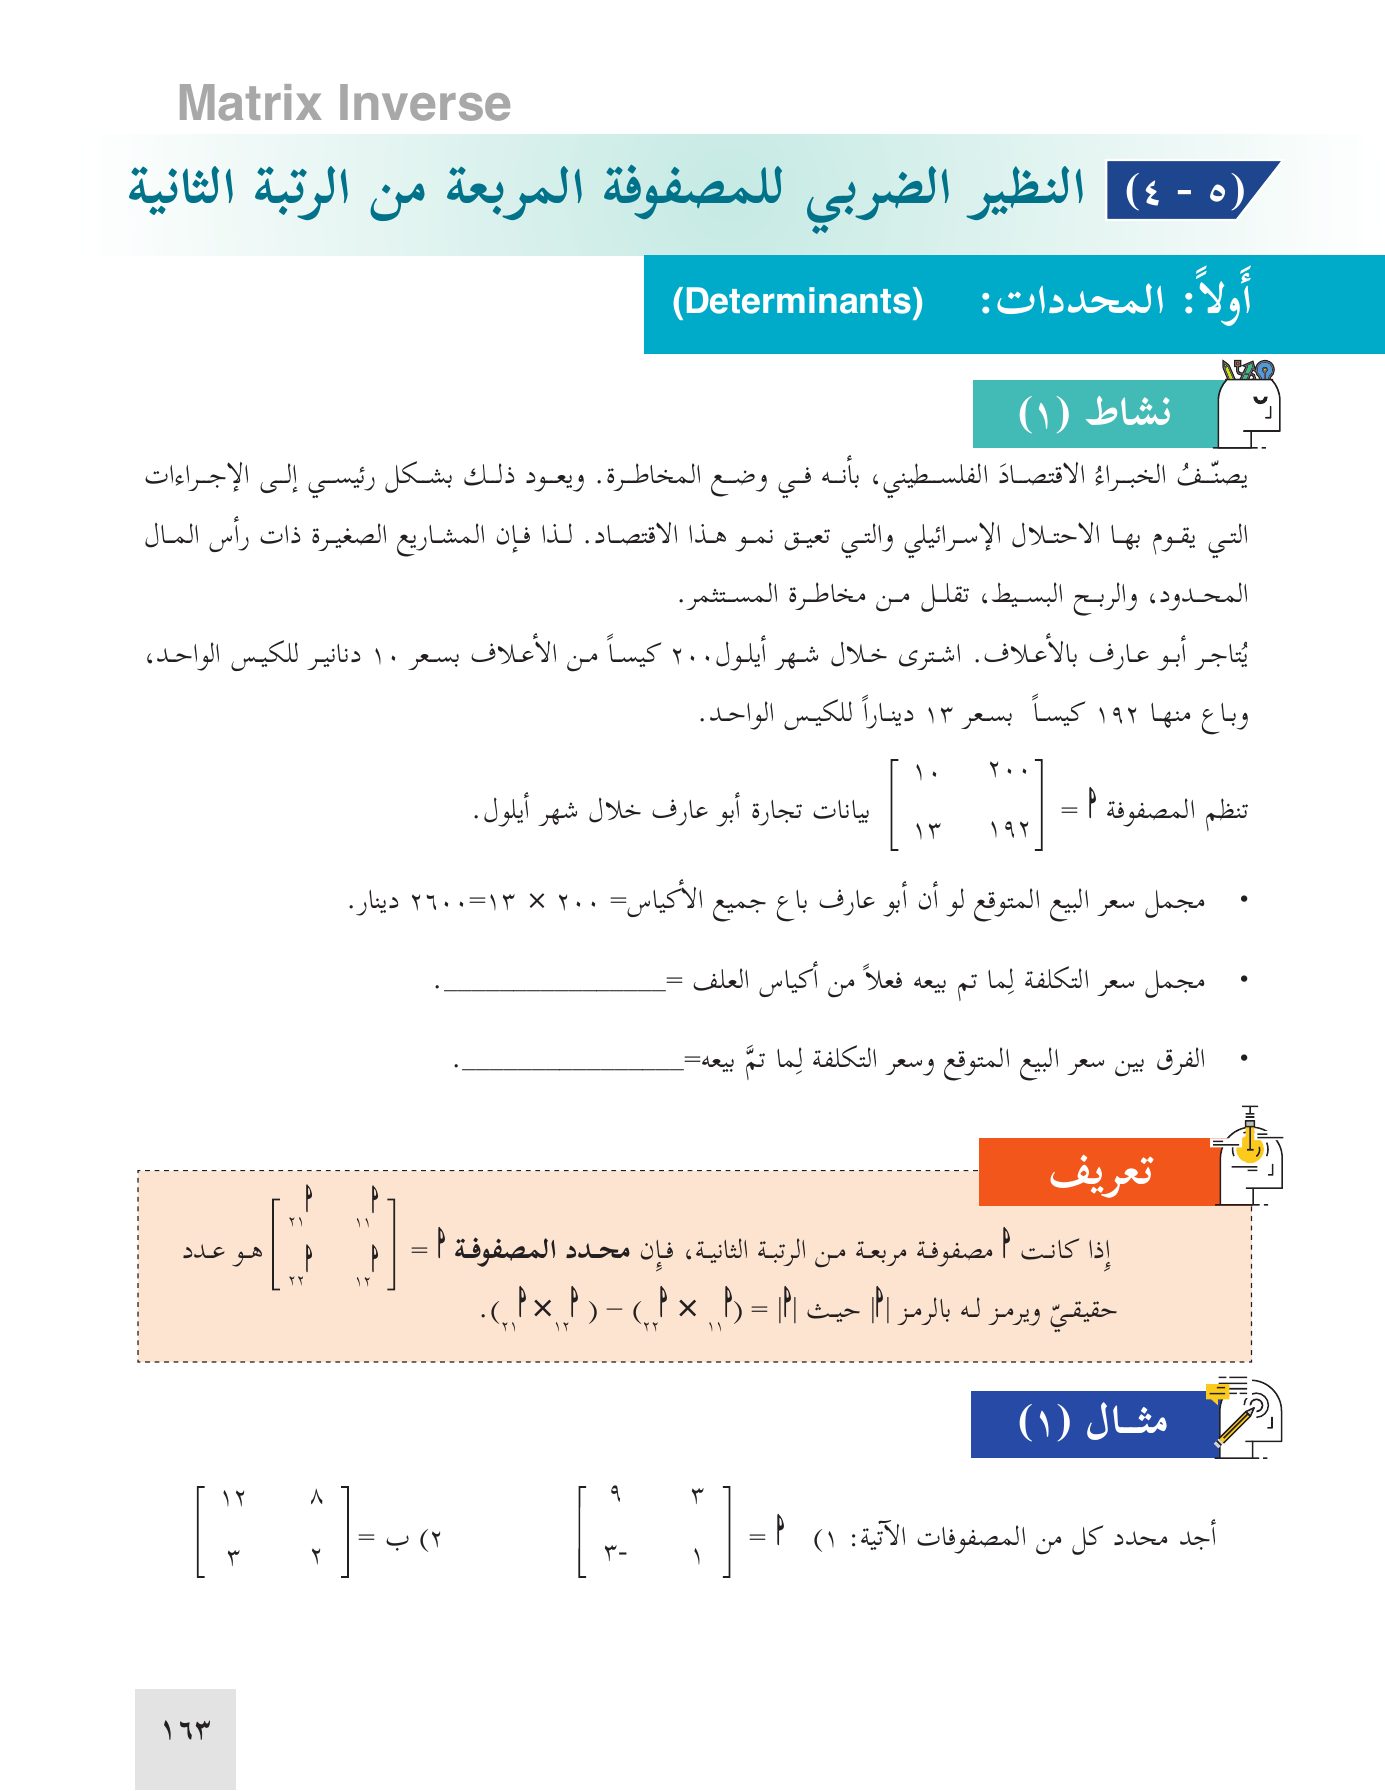 Matrix Inverse
(٥ - ٤) النظير الضربي للمصفوفة المربعة من الرتبة الثانية
أَولاً: المحددات: (Determinants)
نشاط (١)
يصنّفُ الخبراءُ الاقتصادَ الفلسطيني، بأنه في وضع المخاطرة. ويعود ذلك بشكل رئيسي إلى الإجراءات
التي يقوم بها الاحتلال الإسرائيلي والتي تعيق نمو هذا الاقتصاد. لذا فإن المشاريع الصغيرة ذات رأس المال
المحدود، والربح البسيط، تقلل من مخاطرة المستثمر.
يُتاجر أبو عارف بالأعلاف. اشترى خلال شهر أيلول٢٠٠ كيساً من الأعلاف بسعر ١٠ دنانير للكيس الواحد،
وباع منها ١٩٢ كيساً بسعر ١٣ ديناراً للكيس الواحد.
٢٠٠ ١٠
تنظم المصفوفة أ = بيانات تجارة أبو عارف خلال شهر أيلول.
١٩٢ ١٣
• مجمل سعر البيع المتوقع لو أن أبو عارف باع جميع الأكياس= ٢٠٠ × ١٣=٢٦٠٠ دينار.
• مجمل سعر التكلفة لِما تم بيعه فعلاً من أكياس العلف =________________.
• الفرق بين سعر البيع المتوقع وسعر التكلفة لِما تمَّ بيعه=________________.
تعريف
أ١١ أ٢١
إِذا كانت أ مصفوفة مربعة من الرتبة الثانية، فإِن محدد المصفوفة أ = هو عدد
أ١٢ أ٢٢
حقيقيّ ويرمز له بالرمز |أ| حيث |أ| = (أ١١ × أ٢٢) – ( أ١٢ × أ٢١).
مثال (١)
٣ ٩ ٨ ١٢
أجد محدد كل من المصفوفات الآتية: ١) أ = ٢) ب =
١ -٣ ٢ ٣
١٦٣